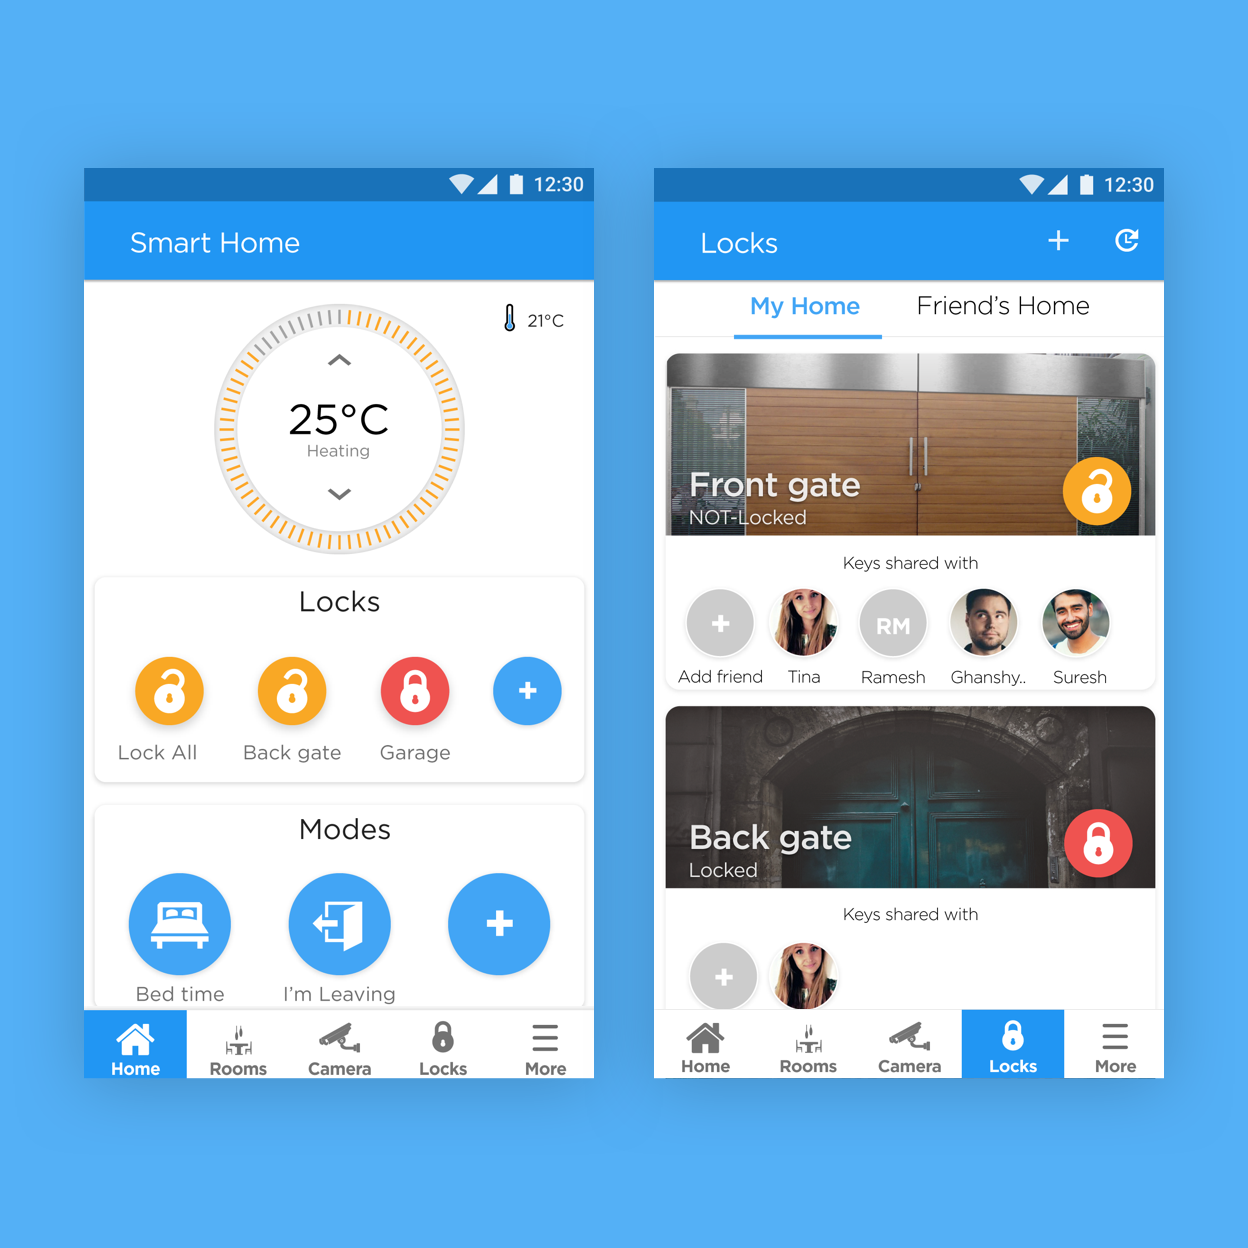 12:30
Smart Home
21°C
25°C
Heating
Locks
Lock All
Back gate
Garage
Modes
Bed time
I'm Leaving
Home
Rooms
Camera
Locks
More
12:30
Locks
My Home
Friend's Home
Front gate
NOT-Locked
Keys shared with
RM
Add friend
Tina
Ramesh
Ghanshy..
Suresh
Back gate
Locked
Keys shared with
Home
Rooms
Camera
Locks
More